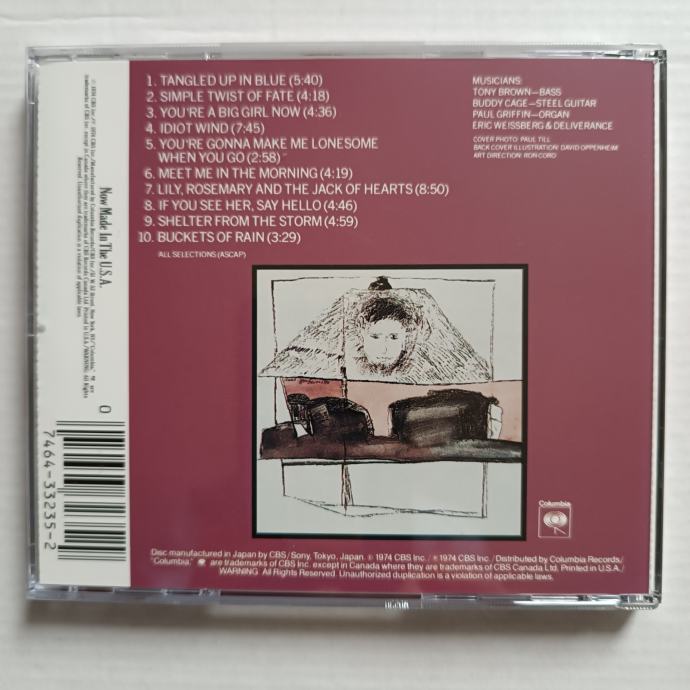 1. TANGLED UP IN BLUE (5:40)
2. SIMPLE TWIST OF FATE (4:18)
3. YOU'RE A BIG GIRL NOW (4:36)
4. IDIOT WIND (7:45)
5. YOU'RE GONNA MAKE ME LONESOME
WHEN YOU GO (2:58)
6. MEET ME IN THE MORNING (4:19)
7. LILY, ROSEMARY AND THE JACK OF HEARTS (8:50)
8. IF YOU SEE HER, SAY HELLO (4:46)
9. SHELTER FROM THE STORM (4:59)
10. BUCKETS OF RAIN (3:29)
ALL SELECTIONS (ASCAP)
MUSICIANS:
TONY BROWN—BASS
BUDDY CAGE—STEEL GUITAR
PAUL GRIFFIN—ORGAN
ERIC WEISSBERG & DELIVERANCE
COVER PHOTO: PAUL TILL
BACK COVER ILLUSTRATION: DAVID OPPENHEIM
ART DIRECTION: RON CORO
Columbia
Disc manufactured in Japan by CBS/Sony, Tokyo, Japan. © 1974 CBS Inc./ ℗ 1974 CBS Inc./Distributed by Columbia Records/
"Columbia," are trademarks of CBS Inc. except in Canada where they are trademarks of CBS Canada Ltd. Printed in U.S.A./
WARNING: All Rights Reserved. Unauthorized duplication is a violation of applicable laws.
Now Made In The U.S.A.
0
7464-33235-2